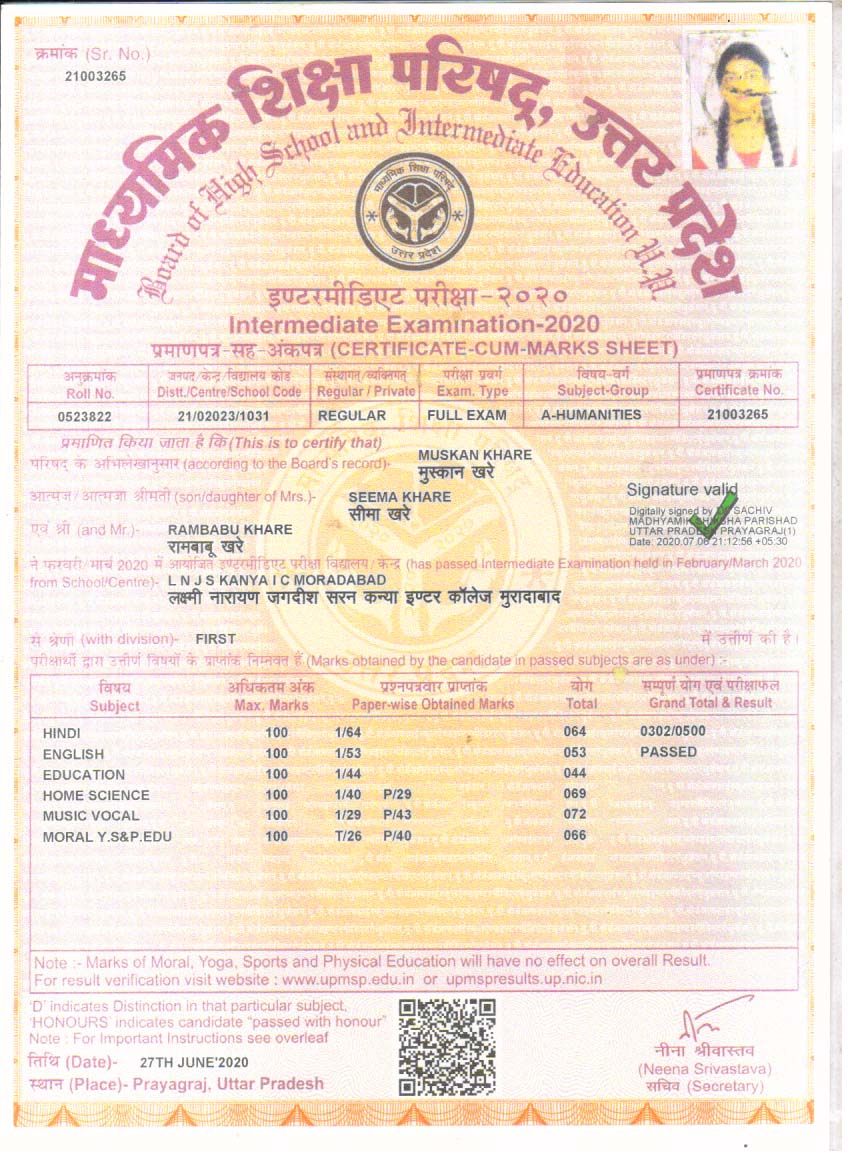 क्रमांक (Sr. No.)
21003265
माध्यमिक शिक्षा परिषद्, उत्तर प्रदेश
Board of High School and Intermediate Education U.P.
माध्यमिक शिक्षा परिषद्
उत्तर प्रदेश
इण्टरमीडिएट परीक्षा-२०२०
Intermediate Examination-2020
प्रमाणपत्र-सह-अंकपत्र (CERTIFICATE-CUM-MARKS SHEET)
अनुक्रमांक जनपद/केन्द्र/विद्यालय कोड संस्थागत/व्यक्तिगत परीक्षा प्रवर्ग विषय-वर्ग प्रमाणपत्र क्रमांक
Roll No. Distt./Centre/School Code Regular / Private Exam. Type Subject-Group Certificate No.
0523822 21/02023/1031 REGULAR FULL EXAM A-HUMANITIES 21003265
प्रमाणित किया जाता है कि(This is to certify that)
MUSKAN KHARE
परिषद के अभिलेखानुसार (according to the Board's record)- मुस्कान खरे
आत्मज/आत्मजा श्रीमती (son/daughter of Mrs.)- SEEMA KHARE
सीमा खरे
Signature valid
Digitally signed by SACHIV
MADHYAMIK SHIKSHA PARISHAD
UTTAR PRADESH PRAYAGRAJ(1)
Date: 2020.07.06 21:12:56 +05:30
एवं श्री (and Mr.)- RAMBABU KHARE
रामबाबू खरे
ने फरवरी/मार्च 2020 में आयोजित इण्टरमीडिएट परीक्षा विद्यालय/केन्द्र (has passed Intermediate Examination held in February/March 2020
from School/Centre)- L N J S KANYA I C MORADABAD
लक्ष्मी नारायण जगदीश सरन कन्या इण्टर कॉलेज मुरादाबाद
से श्रेणी (with division)- FIRST में उत्तीर्ण की है।
परीक्षार्थी द्वारा उत्तीर्ण विषयों के प्राप्तांक निम्नवत हैं (Marks obtained by the candidate in passed subjects are as under) :-
विषय अधिकतम अंक प्रश्नपत्रवार प्राप्तांक योग सम्पूर्ण योग एवं परीक्षाफल
Subject Max. Marks Paper-wise Obtained Marks Total Grand Total & Result
HINDI 100 1/64 064 0302/0500
ENGLISH 100 1/53 053 PASSED
EDUCATION 100 1/44 044
HOME SCIENCE 100 1/40 P/29 069
MUSIC VOCAL 100 1/29 P/43 072
MORAL Y.S&P.EDU 100 T/26 P/40 066
Note :- Marks of Moral, Yoga, Sports and Physical Education will have no effect on overall Result.
For result verification visit website : www.upmsp.edu.in or upmspresults.up.nic.in
'D' indicates Distinction in that particular subject,
'HONOURS' indicates candidate "passed with honour"
Note : For Important Instructions see overleaf
तिथि (Date)- 27TH JUNE'2020
स्थान (Place)- Prayagraj, Uttar Pradesh
नीना श्रीवास्तव
(Neena Srivastava)
सचिव (Secretary)